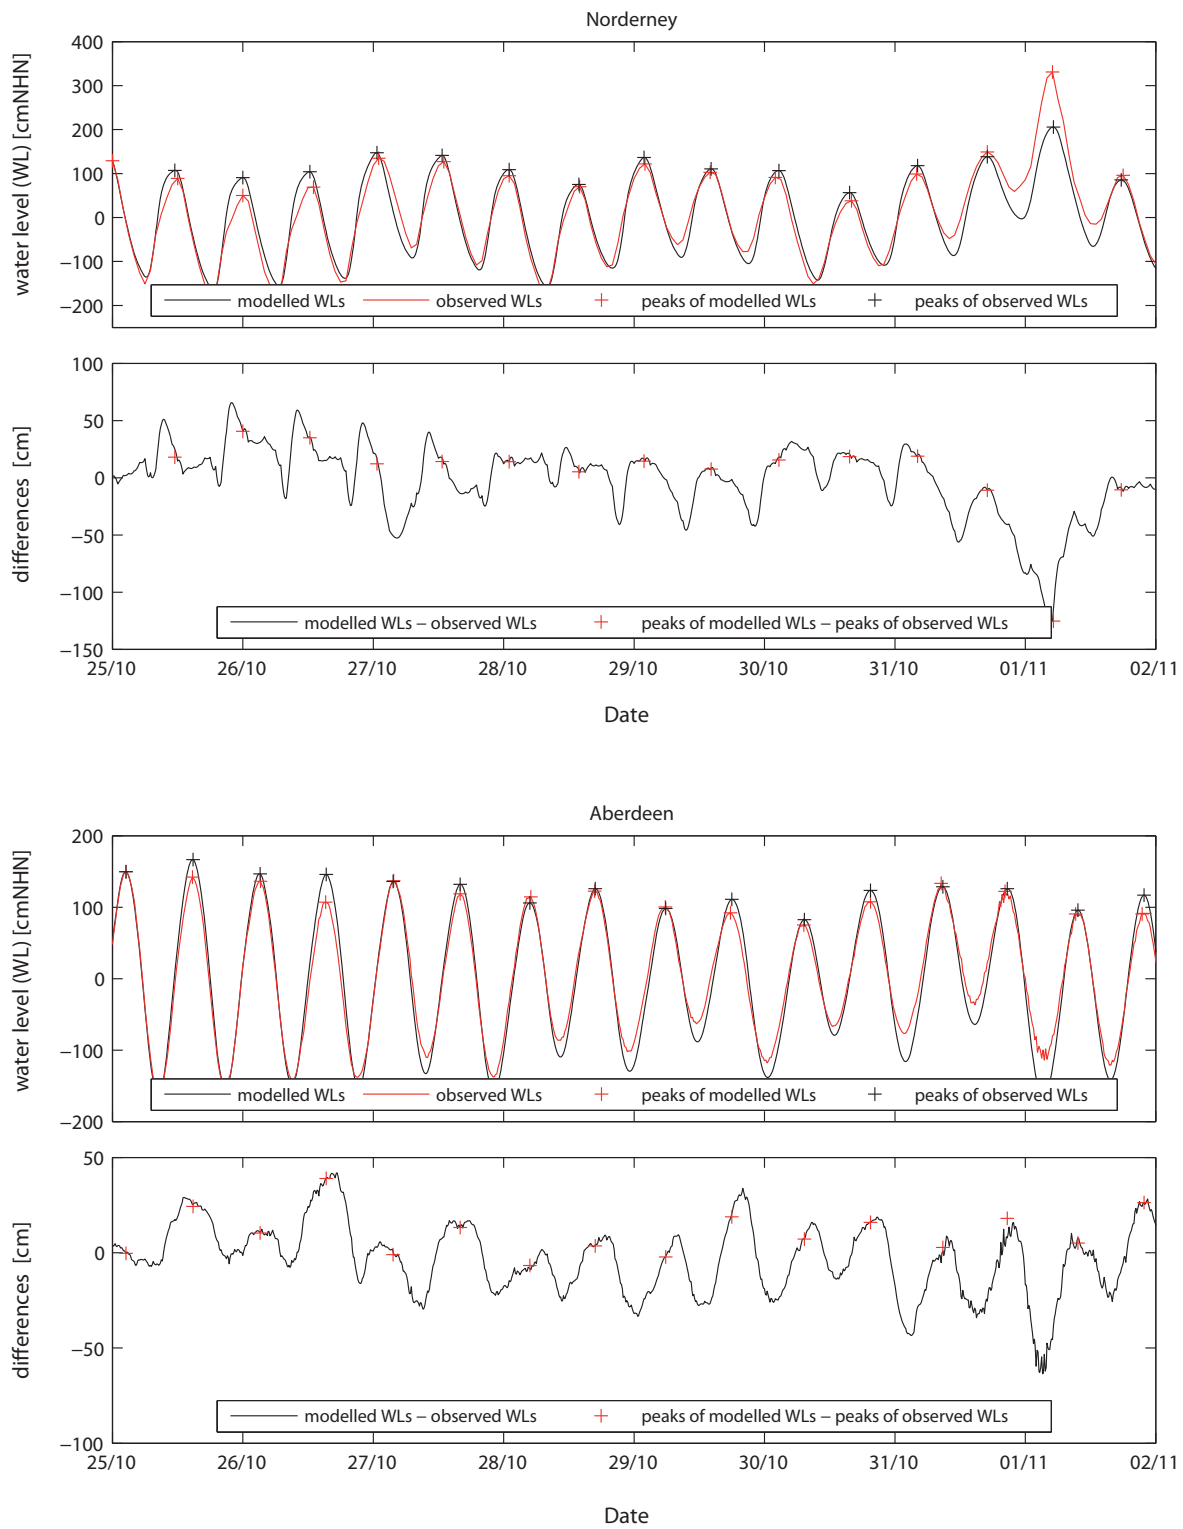 Norderney
water level (WL) [cmNHN]
400
300
200
100
0
−100
−200
modelled WLs
observed WLs
peaks of modelled WLs
peaks of observed WLs
differences [cm]
100
50
0
−50
−100
−150
modelled WLs − observed WLs
peaks of modelled WLs − peaks of observed WLs
25/10
26/10
27/10
28/10
29/10
30/10
31/10
01/11
02/11
Date
Aberdeen
water level (WL) [cmNHN]
200
100
0
−100
−200
modelled WLs
observed WLs
peaks of modelled WLs
peaks of observed WLs
differences [cm]
50
0
−50
−100
modelled WLs − observed WLs
peaks of modelled WLs − peaks of observed WLs
25/10
26/10
27/10
28/10
29/10
30/10
31/10
01/11
02/11
Date